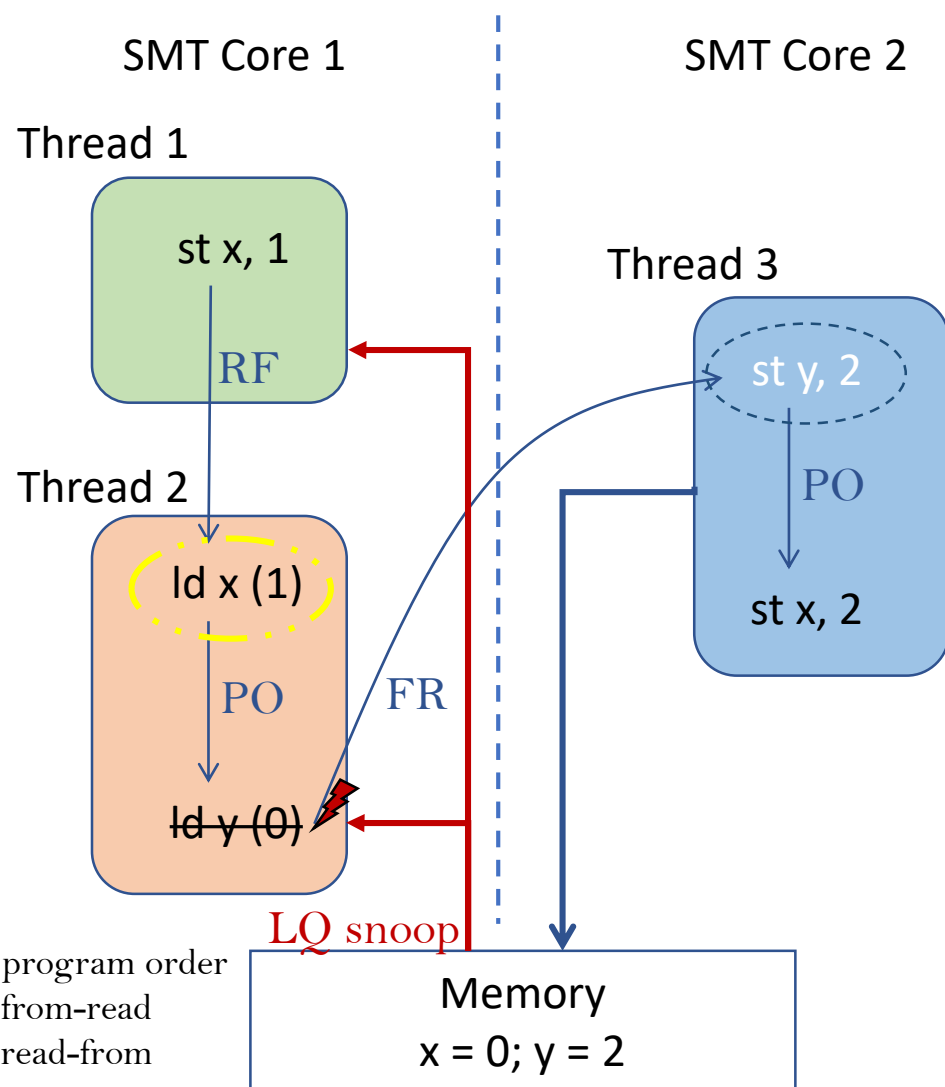 SMT Core 1
SMT Core 2
Thread 1
st x, 1
RF
Thread 2
ld x (1)
PO
ld y (0)
FR
LQ snoop
Thread 3
st y, 2
PO
st x, 2
program order
from-read
read-from
Memory
x = 0; y = 2